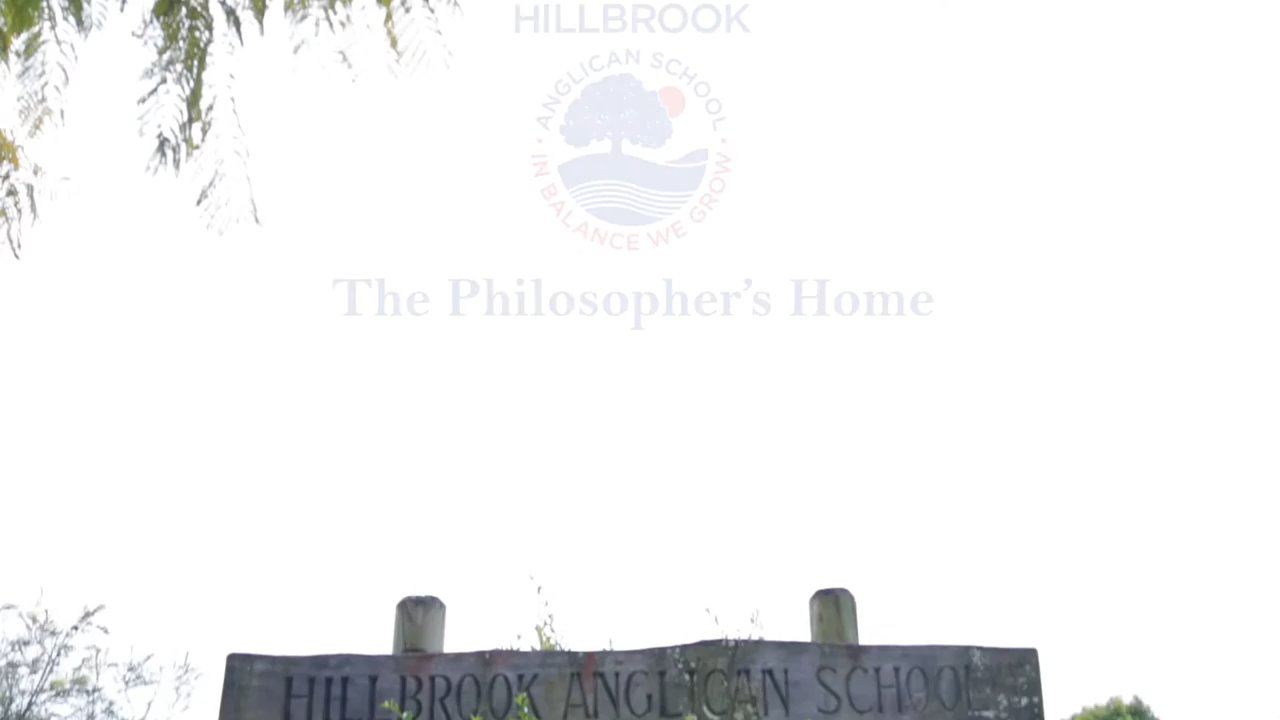 HILLBROOK
ANGLICAN SCHOOL
IN BALANCE WE GROW
The Philosopher's Home
HILLBROOK ANGLICAN SCHOOL